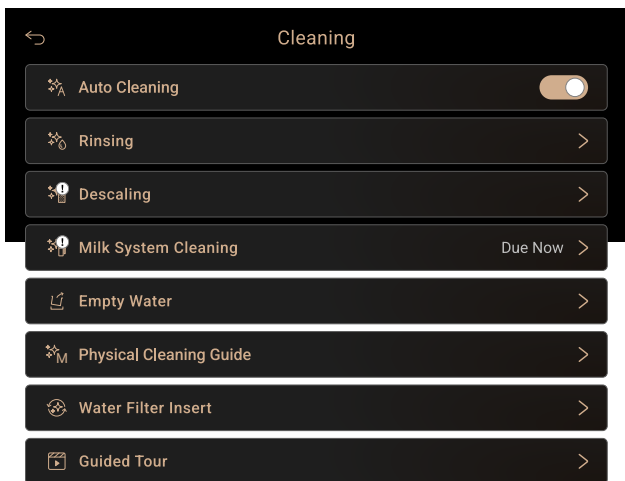 Cleaning
A Auto Cleaning
Rinsing
! Descaling
! Milk System Cleaning Due Now
Empty Water
M Physical Cleaning Guide
Water Filter Insert
Guided Tour